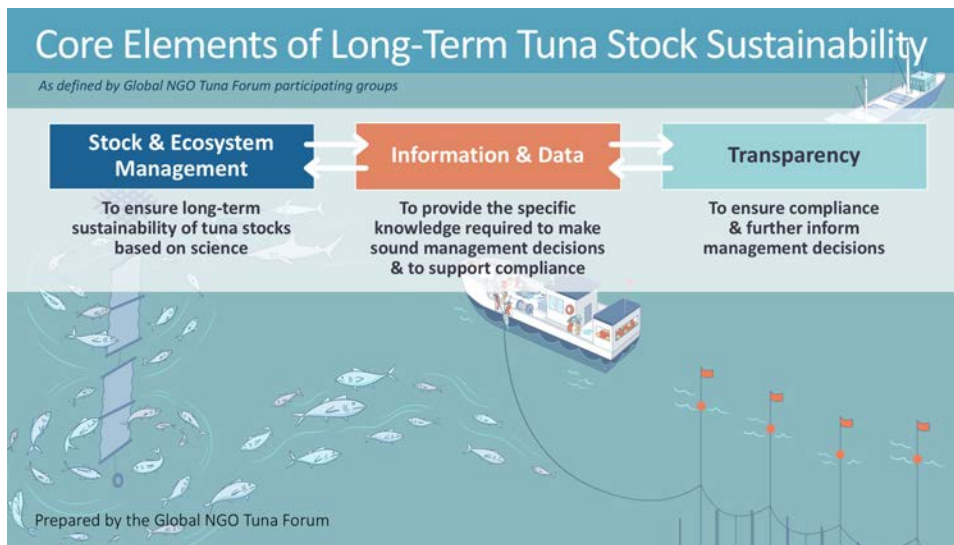 Core Elements of Long-Term Tuna Stock Sustainability
As defined by Global NGO Tuna Forum participating groups
Stock & Ecosystem
Management
To ensure long-term
sustainability of tuna stocks
based on science
Information & Data
To provide the specific
knowledge required to make
sound management decisions
& to support compliance
Transparency
To ensure compliance
& further inform
management decisions
Prepared by the Global NGO Tuna Forum